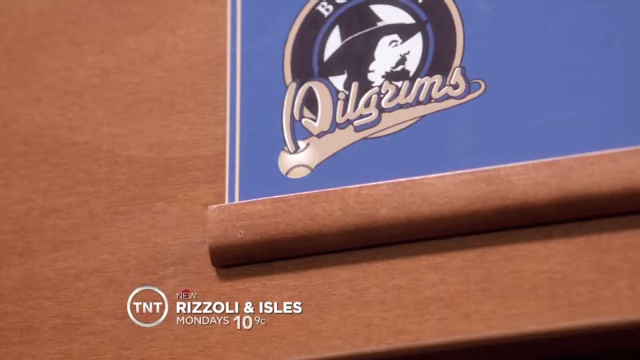 Pilgrims
TNT
NEW
RIZZOLI & ISLES
MONDAYS 10 9c